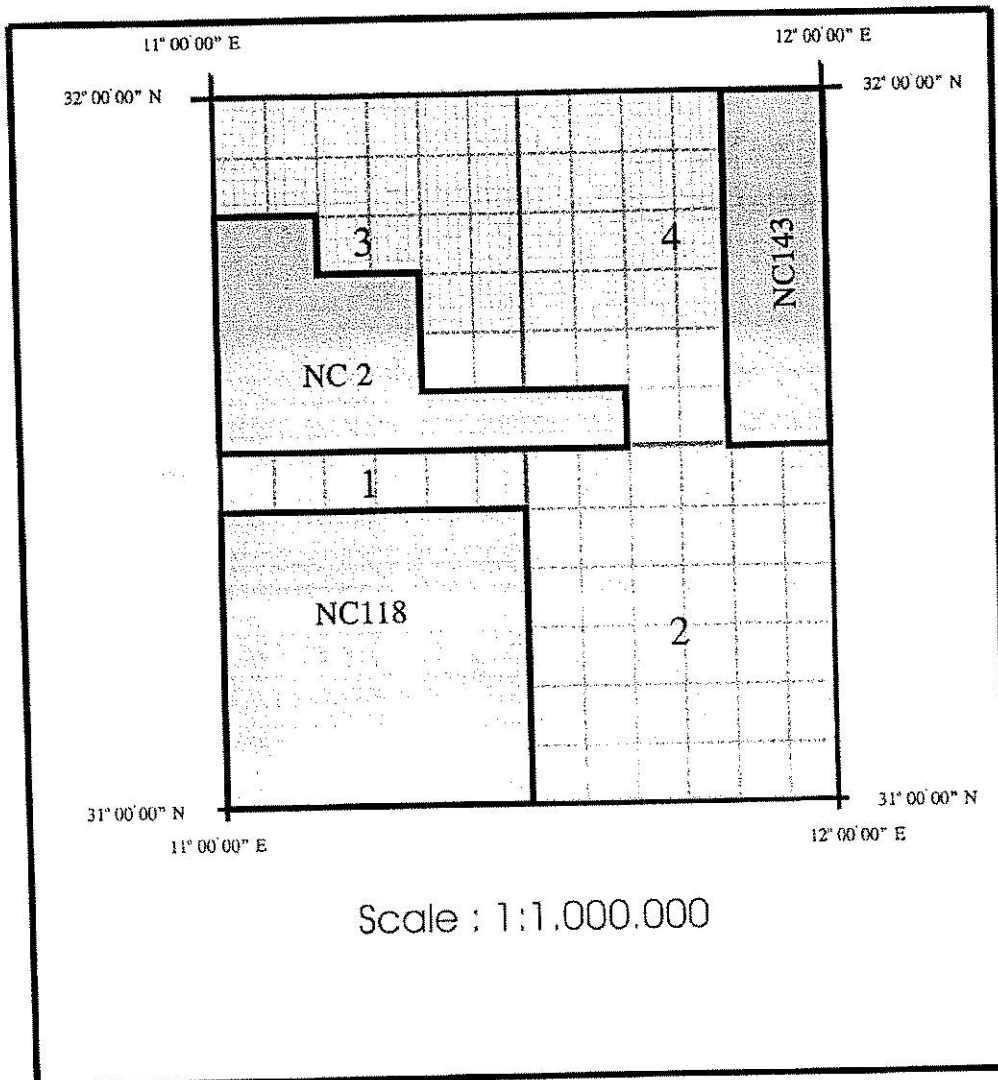 11° 00'00" E
12° 00'00" E
32° 00'00" N
32° 00'00" N
3
4
NC143
NC 2
1
NC118
2
31° 00'00" N
31° 00'00" N
11° 00'00" E
12° 00'00" E
Scale : 1:1.000.000